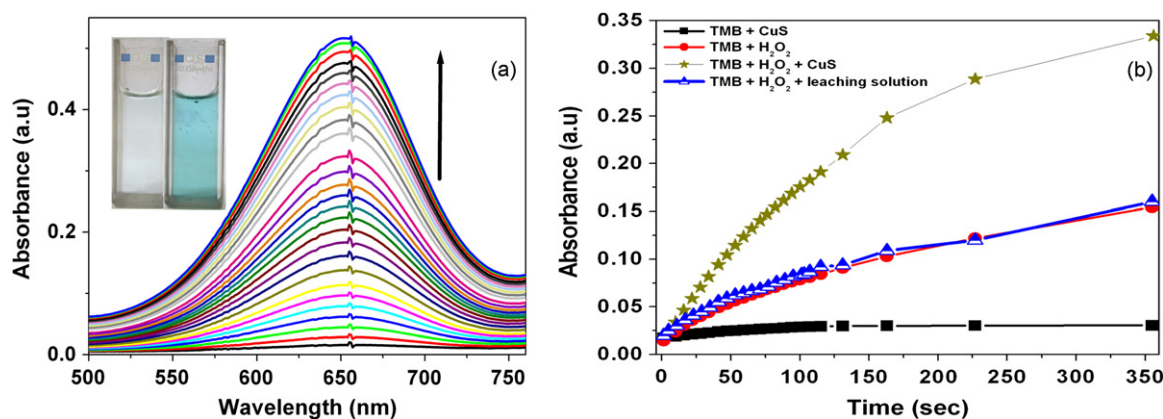 (a)
0.4
0.2
0.0
500
550
600
650
700
750
Absorbance (a.u)
Wavelength (nm)
(b)
TMB + CuS
TMB + H₂O₂
TMB + H₂O₂ + CuS
TMB + H₂O₂ + leaching solution
0.35
0.30
0.25
0.20
0.15
0.10
0.05
0.00
0
50
100
150
200
250
300
350
Absorbance (a.u)
Time (sec)